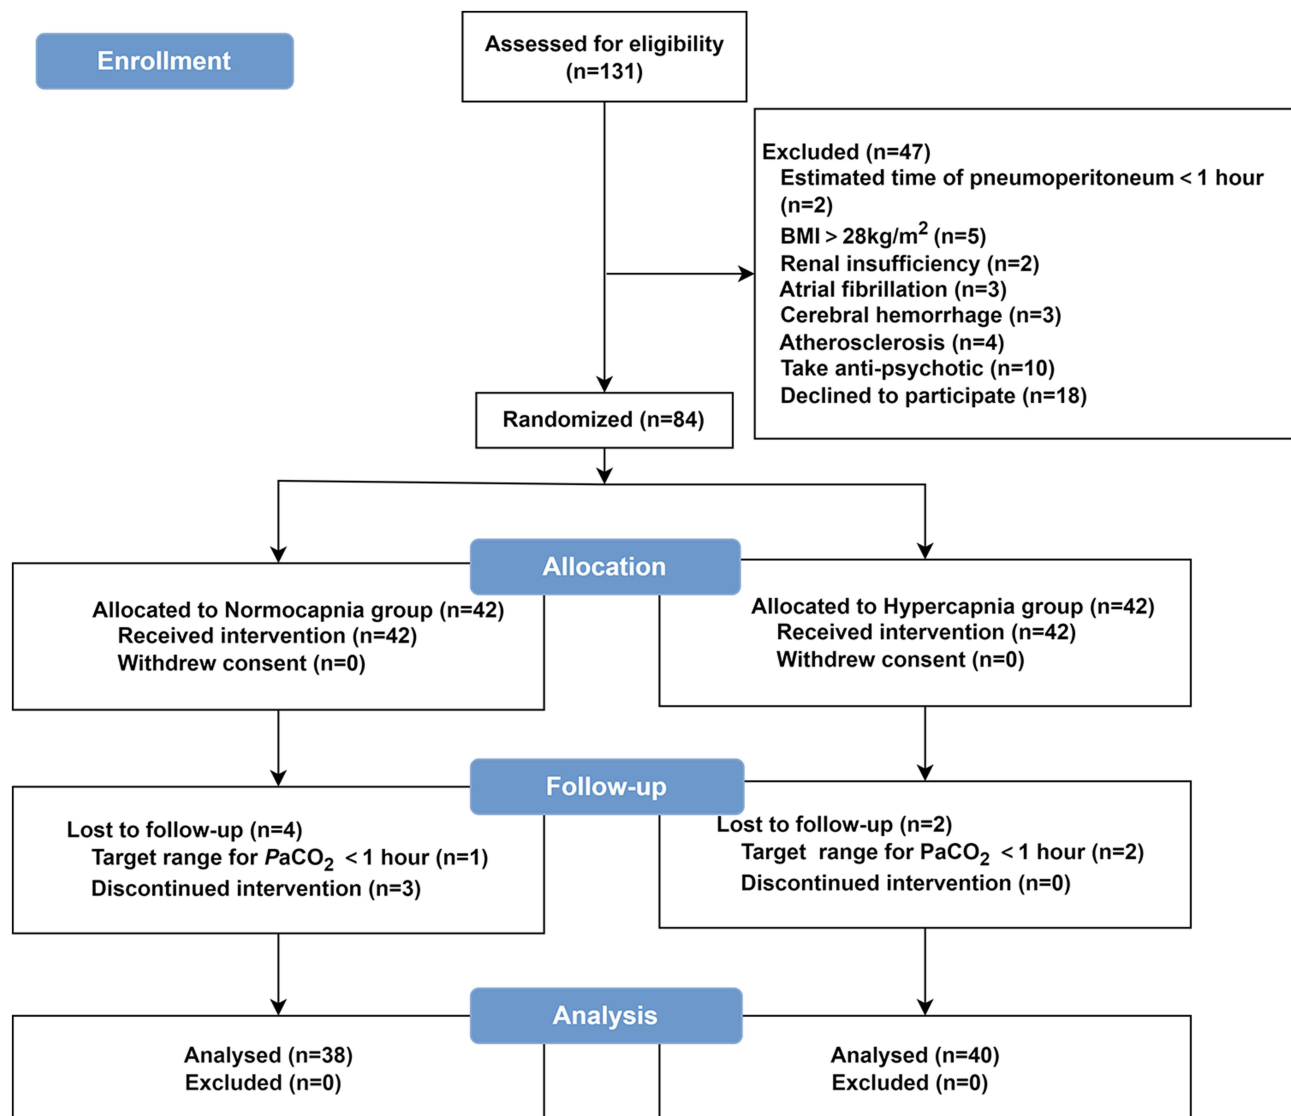 Enrollment
Assessed for eligibility
(n=131)
Excluded (n=47)
Estimated time of pneumoperitoneum < 1 hour
(n=2)
BMI > 28kg/m² (n=5)
Renal insufficiency (n=2)
Atrial fibrillation (n=3)
Cerebral hemorrhage (n=3)
Atherosclerosis (n=4)
Take anti-psychotic (n=10)
Declined to participate (n=18)
Randomized (n=84)
Allocation
Allocated to Normocapnia group (n=42)
Received intervention (n=42)
Withdrew consent (n=0)
Allocated to Hypercapnia group (n=42)
Received intervention (n=42)
Withdrew consent (n=0)
Follow-up
Lost to follow-up (n=4)
Target range for PaCO₂ < 1 hour (n=1)
Discontinued intervention (n=3)
Lost to follow-up (n=2)
Target range for PaCO₂ < 1 hour (n=2)
Discontinued intervention (n=0)
Analysis
Analysed (n=38)
Excluded (n=0)
Analysed (n=40)
Excluded (n=0)